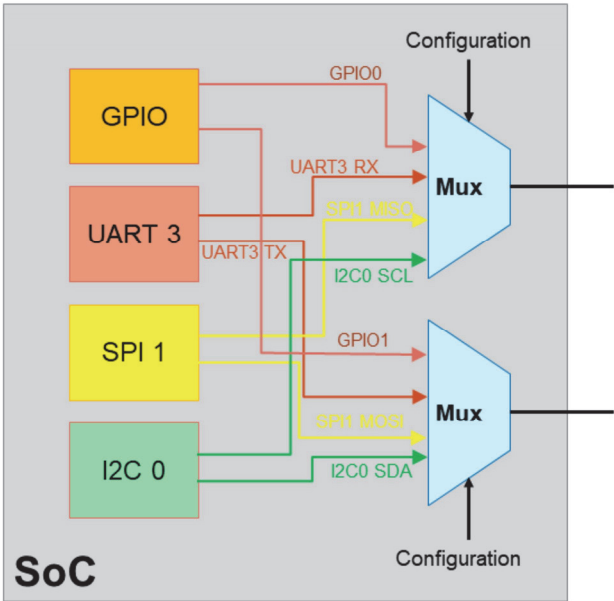 Configuration
GPIO0
GPIO
UART3 RX
Mux
SPI1 MISO
UART 3
UART3 TX
I2C0 SCL
GPIO1
SPI 1
Mux
SPI1 MOSI
I2C 0
I2C0 SDA
Configuration
SoC